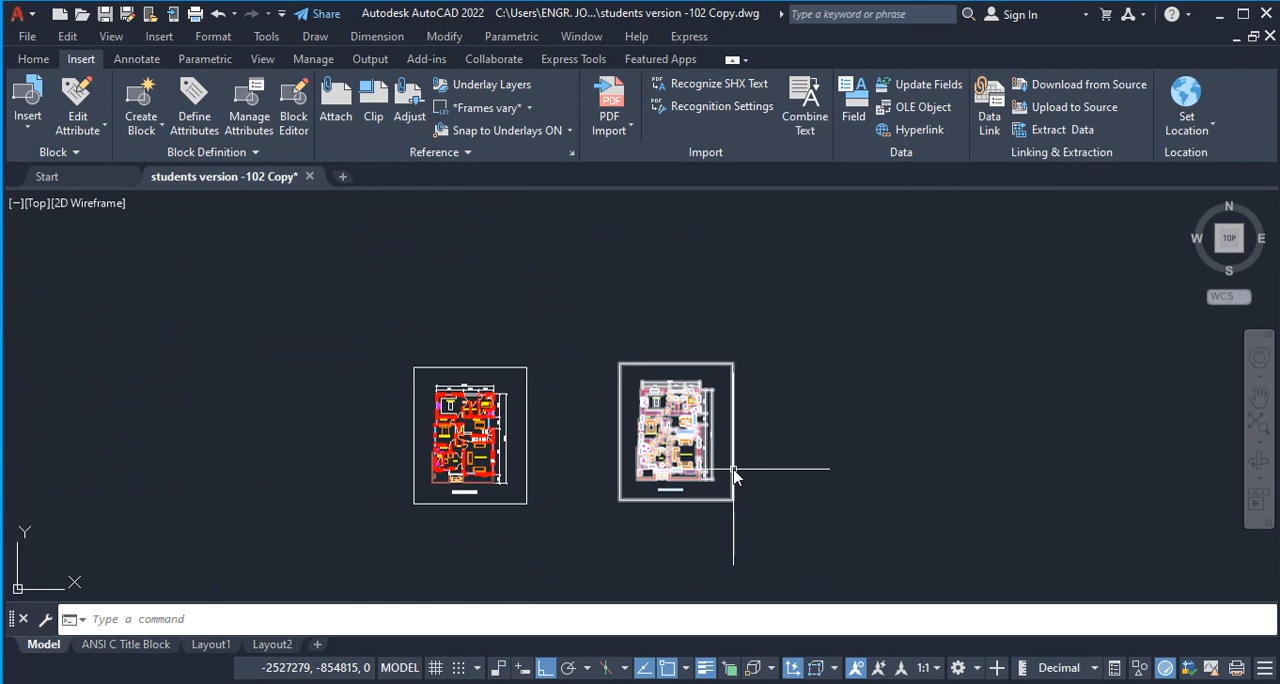 Share Autodesk AutoCAD 2022 C:\Users\ENGR. JO...\students version -102 Copy.dwg Type a keyword or phrase Sign In
File Edit View Insert Format Tools Draw Dimension Modify Parametric Window Help Express
Home Insert Annotate Parametric View Manage Output Add-ins Collaborate Express Tools Featured Apps
Insert
Edit
Attribute
Create
Block
Define
Attributes
Manage
Attributes
Block
Editor
Attach Clip Adjust
Underlay Layers
*Frames vary*
Snap to Underlays ON
PDF
PDF
Import
Recognize SHX Text
Recognition Settings
Combine
Text
Field
Update Fields
OLE Object
Hyperlink
Data
Link
Download from Source
Upload to Source
Extract Data
Set
Location
Block Block Definition Reference Import Data Linking & Extraction Location
Start students version -102 Copy*
[−][Top][2D Wireframe]
N
W TOP E
S
WCS
Y
X
Type a command
Model ANSI C Title Block Layout1 Layout2
-2527279, -854815, 0 MODEL 1:1 Decimal